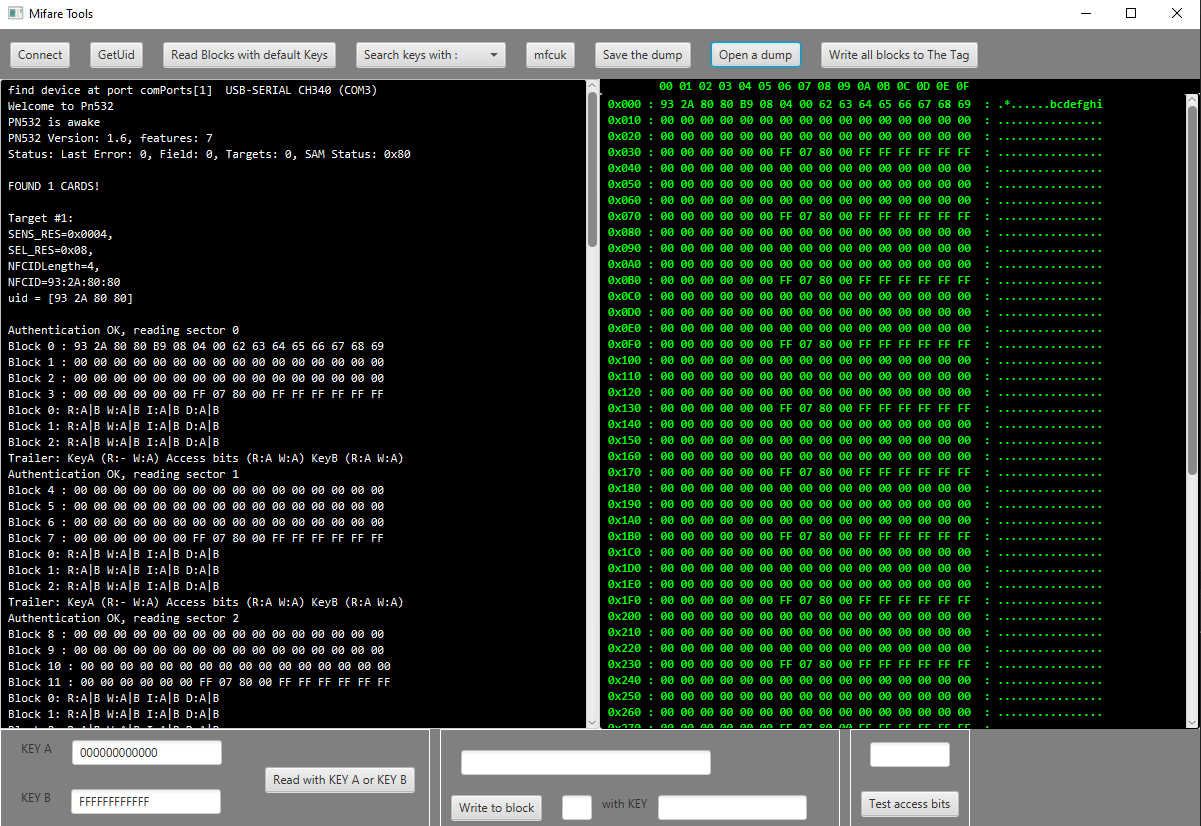 Mifare Tools
Connect GetUid Read Blocks with default Keys Search keys with : mfcuk Save the dump Open a dump Write all blocks to The Tag
find device at port comPorts[1]  USB-SERIAL CH340 (COM3)
Welcome to Pn532
PN532 is awake
PN532 Version: 1.6, features: 7
Status: Last Error: 0, Field: 0, Targets: 0, SAM Status: 0x80
FOUND 1 CARDS!
Target #1:
SENS_RES=0x0004,
SEL_RES=0x08,
NFCIDLength=4,
NFCID=93:2A:80:80
uid = [93 2A 80 80]
Authentication OK, reading sector 0
Block 0 : 93 2A 80 80 B9 08 04 00 62 63 64 65 66 67 68 69
Block 1 : 00 00 00 00 00 00 00 00 00 00 00 00 00 00 00 00
Block 2 : 00 00 00 00 00 00 00 00 00 00 00 00 00 00 00 00
Block 3 : 00 00 00 00 00 00 FF 07 80 00 FF FF FF FF FF FF
Block 0: R:A|B W:A|B I:A|B D:A|B
Block 1: R:A|B W:A|B I:A|B D:A|B
Block 2: R:A|B W:A|B I:A|B D:A|B
Trailer: KeyA (R:- W:A) Access bits (R:A W:A) KeyB (R:A W:A)
Authentication OK, reading sector 1
Block 4 : 00 00 00 00 00 00 00 00 00 00 00 00 00 00 00 00
Block 5 : 00 00 00 00 00 00 00 00 00 00 00 00 00 00 00 00
Block 6 : 00 00 00 00 00 00 00 00 00 00 00 00 00 00 00 00
Block 7 : 00 00 00 00 00 00 FF 07 80 00 FF FF FF FF FF FF
Block 0: R:A|B W:A|B I:A|B D:A|B
Block 1: R:A|B W:A|B I:A|B D:A|B
Block 2: R:A|B W:A|B I:A|B D:A|B
Trailer: KeyA (R:- W:A) Access bits (R:A W:A) KeyB (R:A W:A)
Authentication OK, reading sector 2
Block 8 : 00 00 00 00 00 00 00 00 00 00 00 00 00 00 00 00
Block 9 : 00 00 00 00 00 00 00 00 00 00 00 00 00 00 00 00
Block 10 : 00 00 00 00 00 00 00 00 00 00 00 00 00 00 00 00
Block 11 : 00 00 00 00 00 00 FF 07 80 00 FF FF FF FF FF FF
Block 0: R:A|B W:A|B I:A|B D:A|B
Block 1: R:A|B W:A|B I:A|B D:A|B
00 01 02 03 04 05 06 07 08 09 0A 0B 0C 0D 0E 0F
0x000 : 93 2A 80 80 B9 08 04 00 62 63 64 65 66 67 68 69  : .*......bcdefghi
0x010 : 00 00 00 00 00 00 00 00 00 00 00 00 00 00 00 00  : ................
0x020 : 00 00 00 00 00 00 00 00 00 00 00 00 00 00 00 00  : ................
0x030 : 00 00 00 00 00 00 FF 07 80 00 FF FF FF FF FF FF  : ................
0x040 : 00 00 00 00 00 00 00 00 00 00 00 00 00 00 00 00  : ................
0x050 : 00 00 00 00 00 00 00 00 00 00 00 00 00 00 00 00  : ................
0x060 : 00 00 00 00 00 00 00 00 00 00 00 00 00 00 00 00  : ................
0x070 : 00 00 00 00 00 00 FF 07 80 00 FF FF FF FF FF FF  : ................
0x080 : 00 00 00 00 00 00 00 00 00 00 00 00 00 00 00 00  : ................
0x090 : 00 00 00 00 00 00 00 00 00 00 00 00 00 00 00 00  : ................
0x0A0 : 00 00 00 00 00 00 00 00 00 00 00 00 00 00 00 00  : ................
0x0B0 : 00 00 00 00 00 00 FF 07 80 00 FF FF FF FF FF FF  : ................
0x0C0 : 00 00 00 00 00 00 00 00 00 00 00 00 00 00 00 00  : ................
0x0D0 : 00 00 00 00 00 00 00 00 00 00 00 00 00 00 00 00  : ................
0x0E0 : 00 00 00 00 00 00 00 00 00 00 00 00 00 00 00 00  : ................
0x0F0 : 00 00 00 00 00 00 FF 07 80 00 FF FF FF FF FF FF  : ................
0x100 : 00 00 00 00 00 00 00 00 00 00 00 00 00 00 00 00  : ................
0x110 : 00 00 00 00 00 00 00 00 00 00 00 00 00 00 00 00  : ................
0x120 : 00 00 00 00 00 00 00 00 00 00 00 00 00 00 00 00  : ................
0x130 : 00 00 00 00 00 00 FF 07 80 00 FF FF FF FF FF FF  : ................
0x140 : 00 00 00 00 00 00 00 00 00 00 00 00 00 00 00 00  : ................
0x150 : 00 00 00 00 00 00 00 00 00 00 00 00 00 00 00 00  : ................
0x160 : 00 00 00 00 00 00 00 00 00 00 00 00 00 00 00 00  : ................
0x170 : 00 00 00 00 00 00 FF 07 80 00 FF FF FF FF FF FF  : ................
0x180 : 00 00 00 00 00 00 00 00 00 00 00 00 00 00 00 00  : ................
0x190 : 00 00 00 00 00 00 00 00 00 00 00 00 00 00 00 00  : ................
0x1A0 : 00 00 00 00 00 00 00 00 00 00 00 00 00 00 00 00  : ................
0x1B0 : 00 00 00 00 00 00 FF 07 80 00 FF FF FF FF FF FF  : ................
0x1C0 : 00 00 00 00 00 00 00 00 00 00 00 00 00 00 00 00  : ................
0x1D0 : 00 00 00 00 00 00 00 00 00 00 00 00 00 00 00 00  : ................
0x1E0 : 00 00 00 00 00 00 00 00 00 00 00 00 00 00 00 00  : ................
0x1F0 : 00 00 00 00 00 00 FF 07 80 00 FF FF FF FF FF FF  : ................
0x200 : 00 00 00 00 00 00 00 00 00 00 00 00 00 00 00 00  : ................
0x210 : 00 00 00 00 00 00 00 00 00 00 00 00 00 00 00 00  : ................
0x220 : 00 00 00 00 00 00 00 00 00 00 00 00 00 00 00 00  : ................
0x230 : 00 00 00 00 00 00 FF 07 80 00 FF FF FF FF FF FF  : ................
0x240 : 00 00 00 00 00 00 00 00 00 00 00 00 00 00 00 00  : ................
0x250 : 00 00 00 00 00 00 00 00 00 00 00 00 00 00 00 00  : ................
0x260 : 00 00 00 00 00 00 00 00 00 00 00 00 00 00 00 00  : ................
KEY A 000000000000
KEY B FFFFFFFFFFFF
Read with KEY A or KEY B
Write to block with KEY
Test access bits